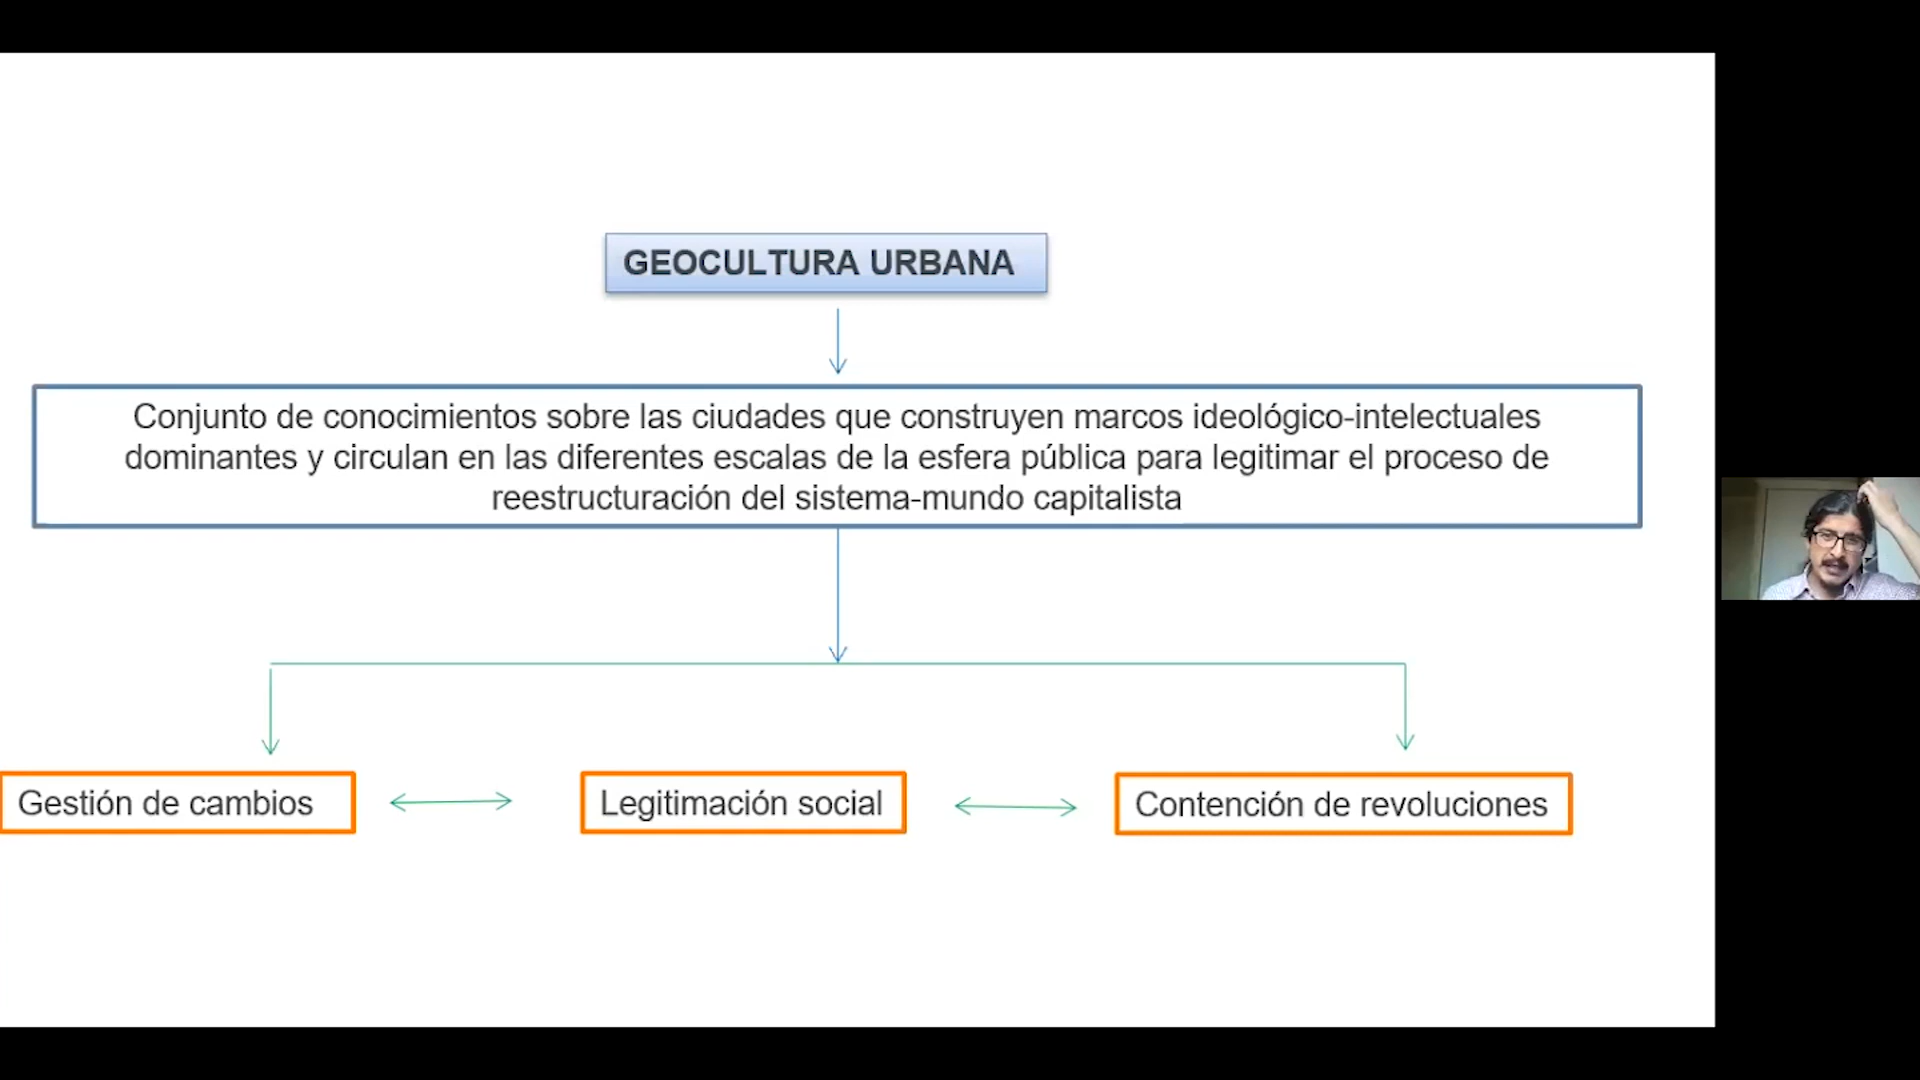 GEOCULTURA URBANA
Conjunto de conocimientos sobre las ciudades que construyen marcos ideológico-intelectuales
dominantes y circulan en las diferentes escalas de la esfera pública para legitimar el proceso de
reestructuración del sistema-mundo capitalista
Gestión de cambios
Legitimación social
Contención de revoluciones